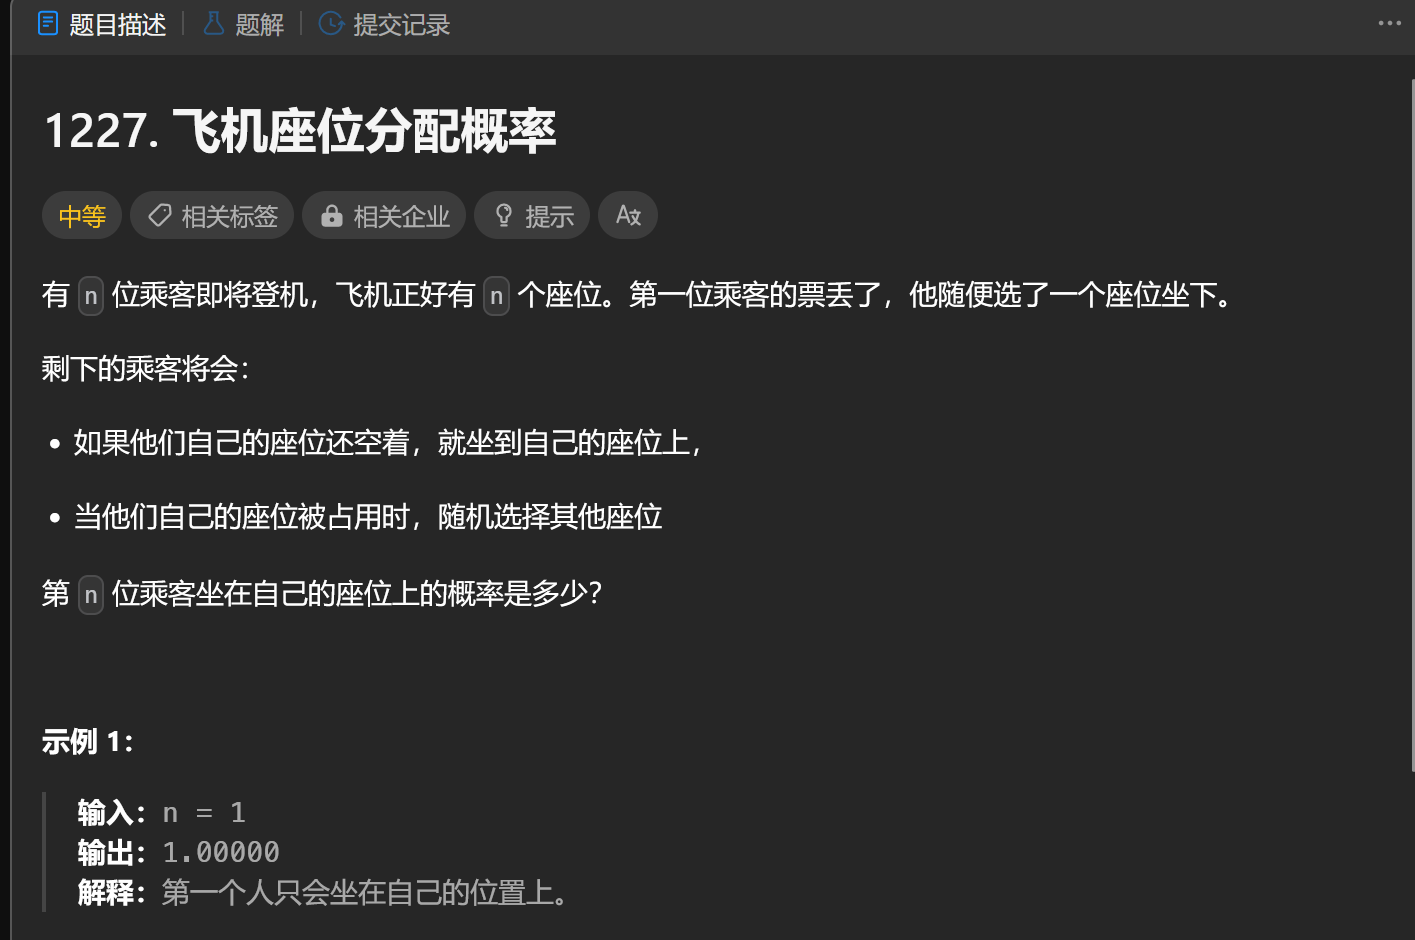 题目描述 题解 提交记录
1227. 飞机座位分配概率
中等 相关标签 相关企业 提示
有 n 位乘客即将登机，飞机正好有 n 个座位。第一位乘客的票丢了，他随便选了一个座位坐下。
剩下的乘客将会：
• 如果他们自己的座位还空着，就坐到自己的座位上，
• 当他们自己的座位被占用时，随机选择其他座位
第 n 位乘客坐在自己的座位上的概率是多少？
示例 1：
输入：n = 1
输出：1.00000
解释：第一个人只会坐在自己的位置上。